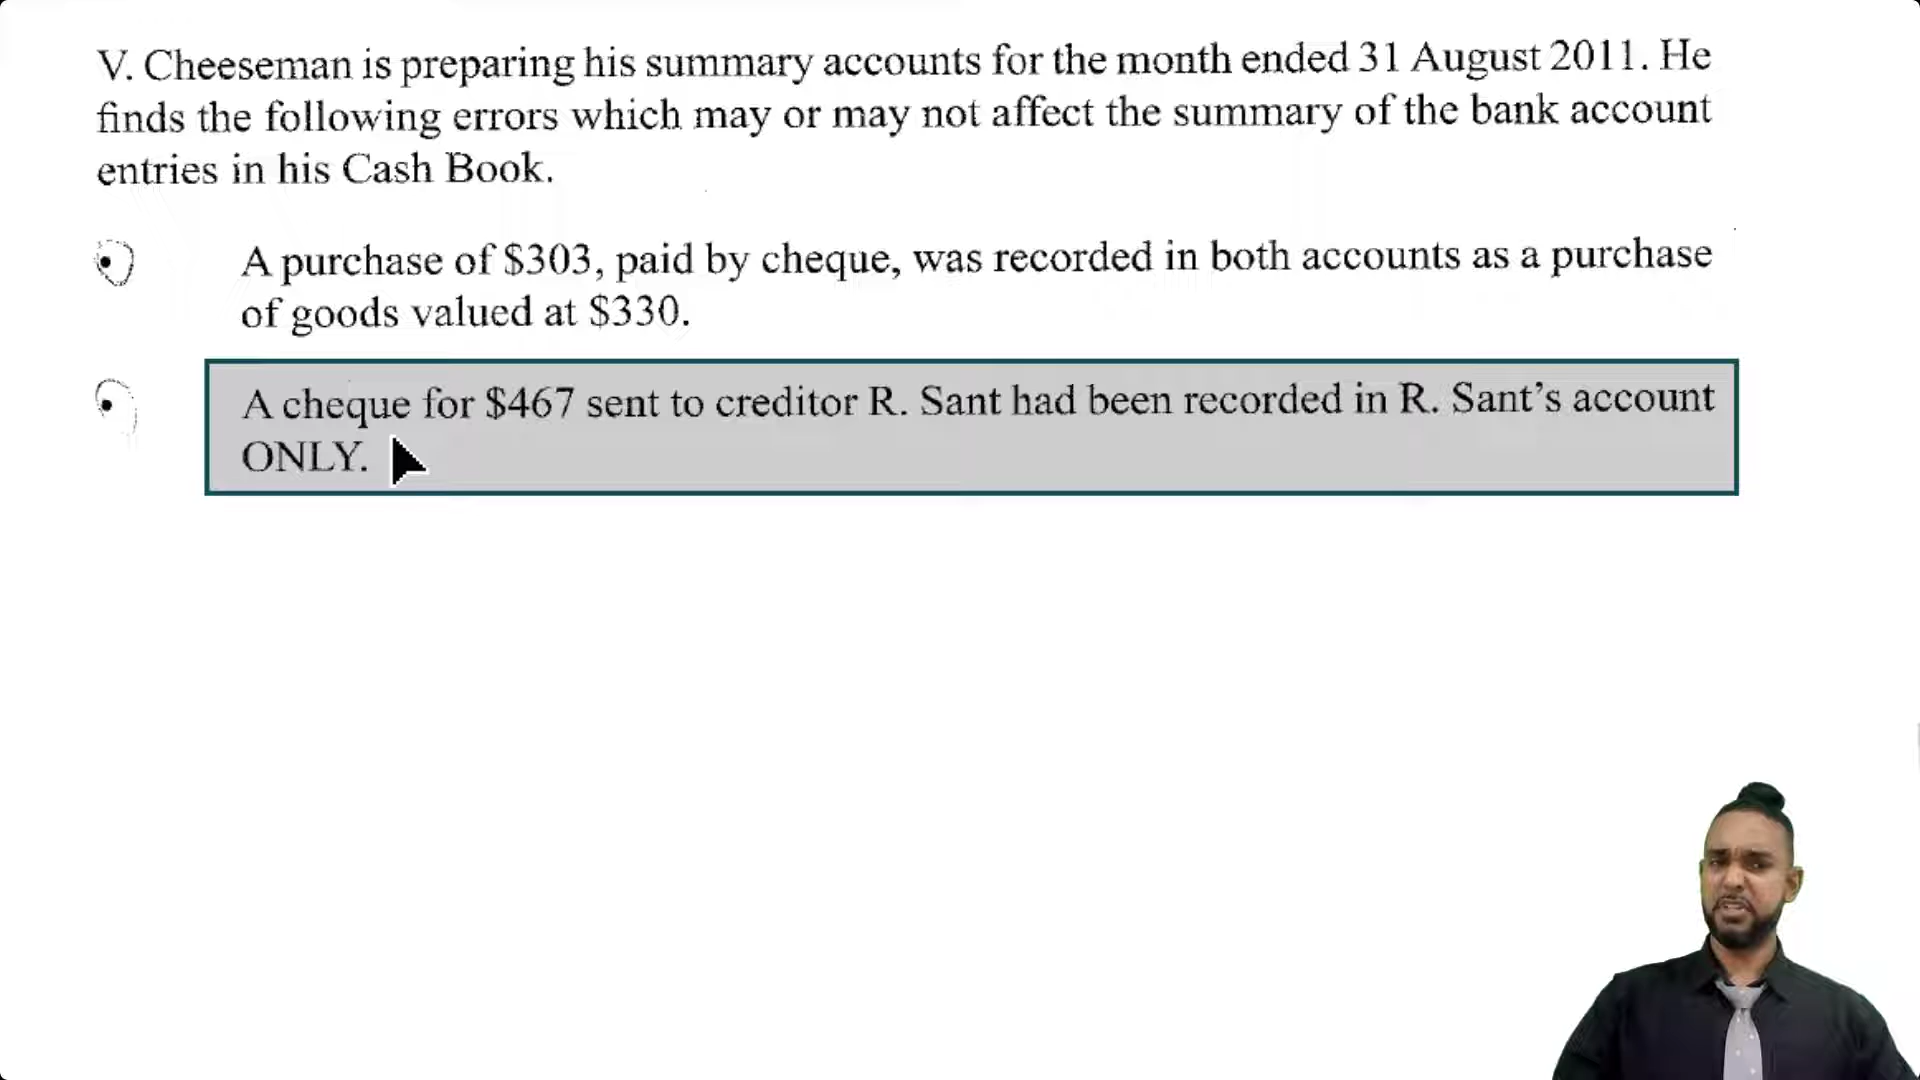 V. Cheeseman is preparing his summary accounts for the month ended 31 August 2011. He
finds the following errors which may or may not affect the summary of the bank account
entries in his Cash Book.
A purchase of $303, paid by cheque, was recorded in both accounts as a purchase
of goods valued at $330.
A cheque for $467 sent to creditor R. Sant had been recorded in R. Sant's account
ONLY.